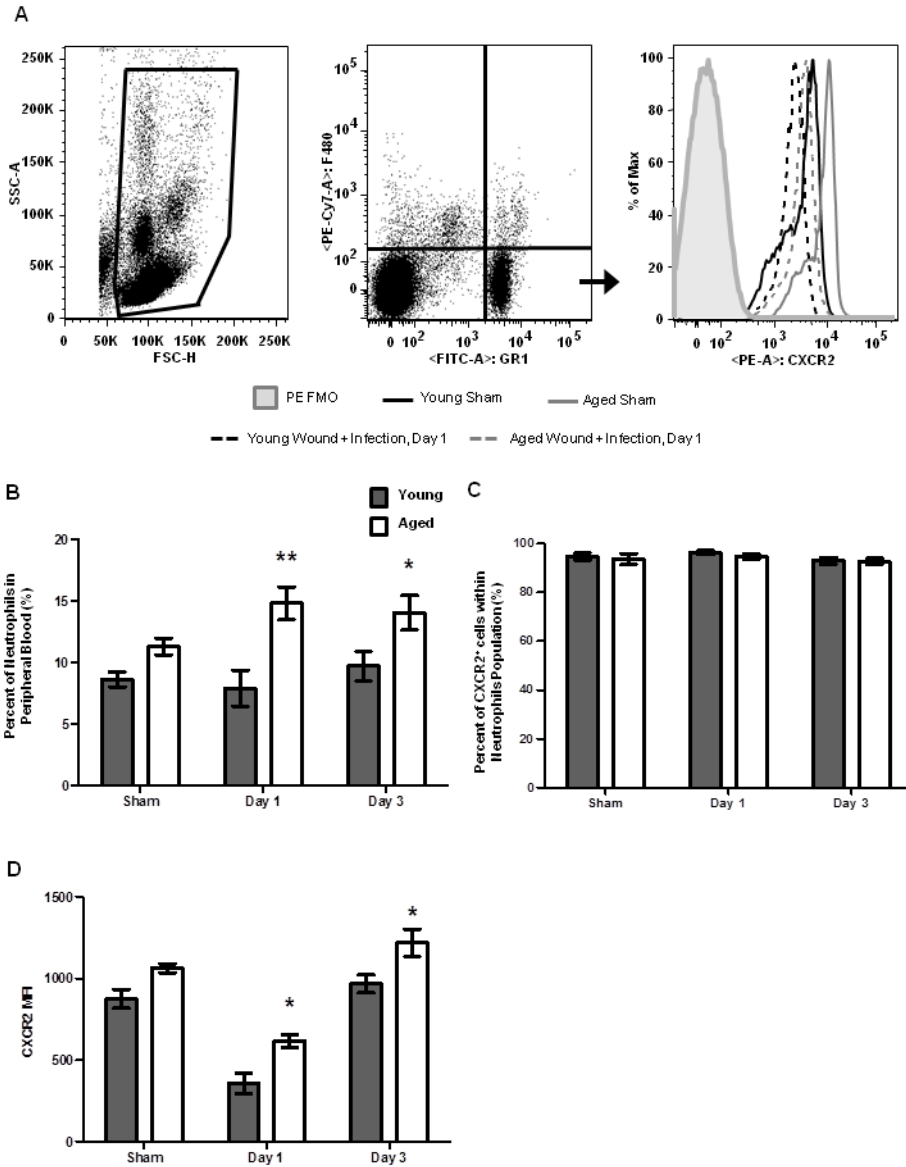 A
250K
200K
150K
100K
50K
0
SSC-A
0 50K 100K 150K 200K 250K
FSC-H
10^5
10^4
10^3
10^2
0
<PE-Cy7-A>: F480
0 10^2 10^3 10^4 10^5
<FITC-A>: GR1
100
80
60
40
20
0
% of Max
0 10^2 10^3 10^4 10^5
<PE-A>: CXCR2
PE FMO Young Sham Aged Sham
Young Wound + Infection, Day 1 Aged Wound + Infection, Day 1
B
Young
Aged
20
15
10
5
0
Percent of Neutrophils in
Peripheral Blood (%)
** *
Sham Day 1 Day 3
C
100
80
60
40
20
0
Percent of CXCR2+ cells within
Neutrophils Population (%)
Sham Day 1 Day 3
D
1500
1000
500
0
CXCR2 MFI
* *
Sham Day 1 Day 3